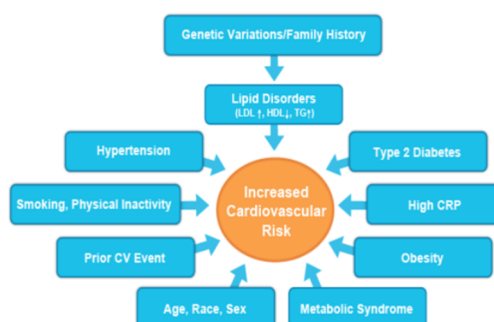 Genetic Variations/Family History
Lipid Disorders
(LDL ↑, HDL↓, TG↑)
Hypertension
Type 2 Diabetes
Increased
Cardiovascular
Risk
Smoking, Physical Inactivity
High CRP
Prior CV Event
Obesity
Age, Race, Sex
Metabolic Syndrome